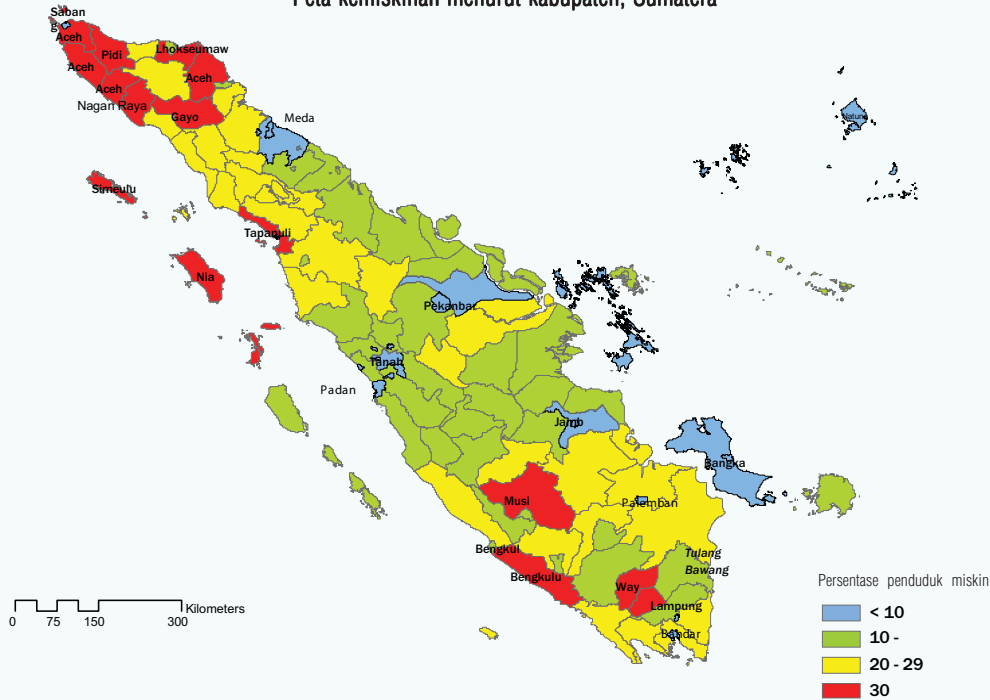 Peta kemiskinan menurut kabupaten, Sumatera
Saban
g
Aceh
Pidi
Lhokseumaw
Aceh
Aceh
Aceh
Nagan Raya
Gayo
Meda
Natuna
Simeulu
Tapanuli
Nia
Pekanbar
Tanah
Padan
Jamb
Bangka
Musi
Palemban
Bengkul
Bengkulu
Tulang
Bawang
Way
Lampung
Bandar
Kilometers
0 75 150 300
Persentase penduduk miskin
< 10
10 -
20 - 29
30